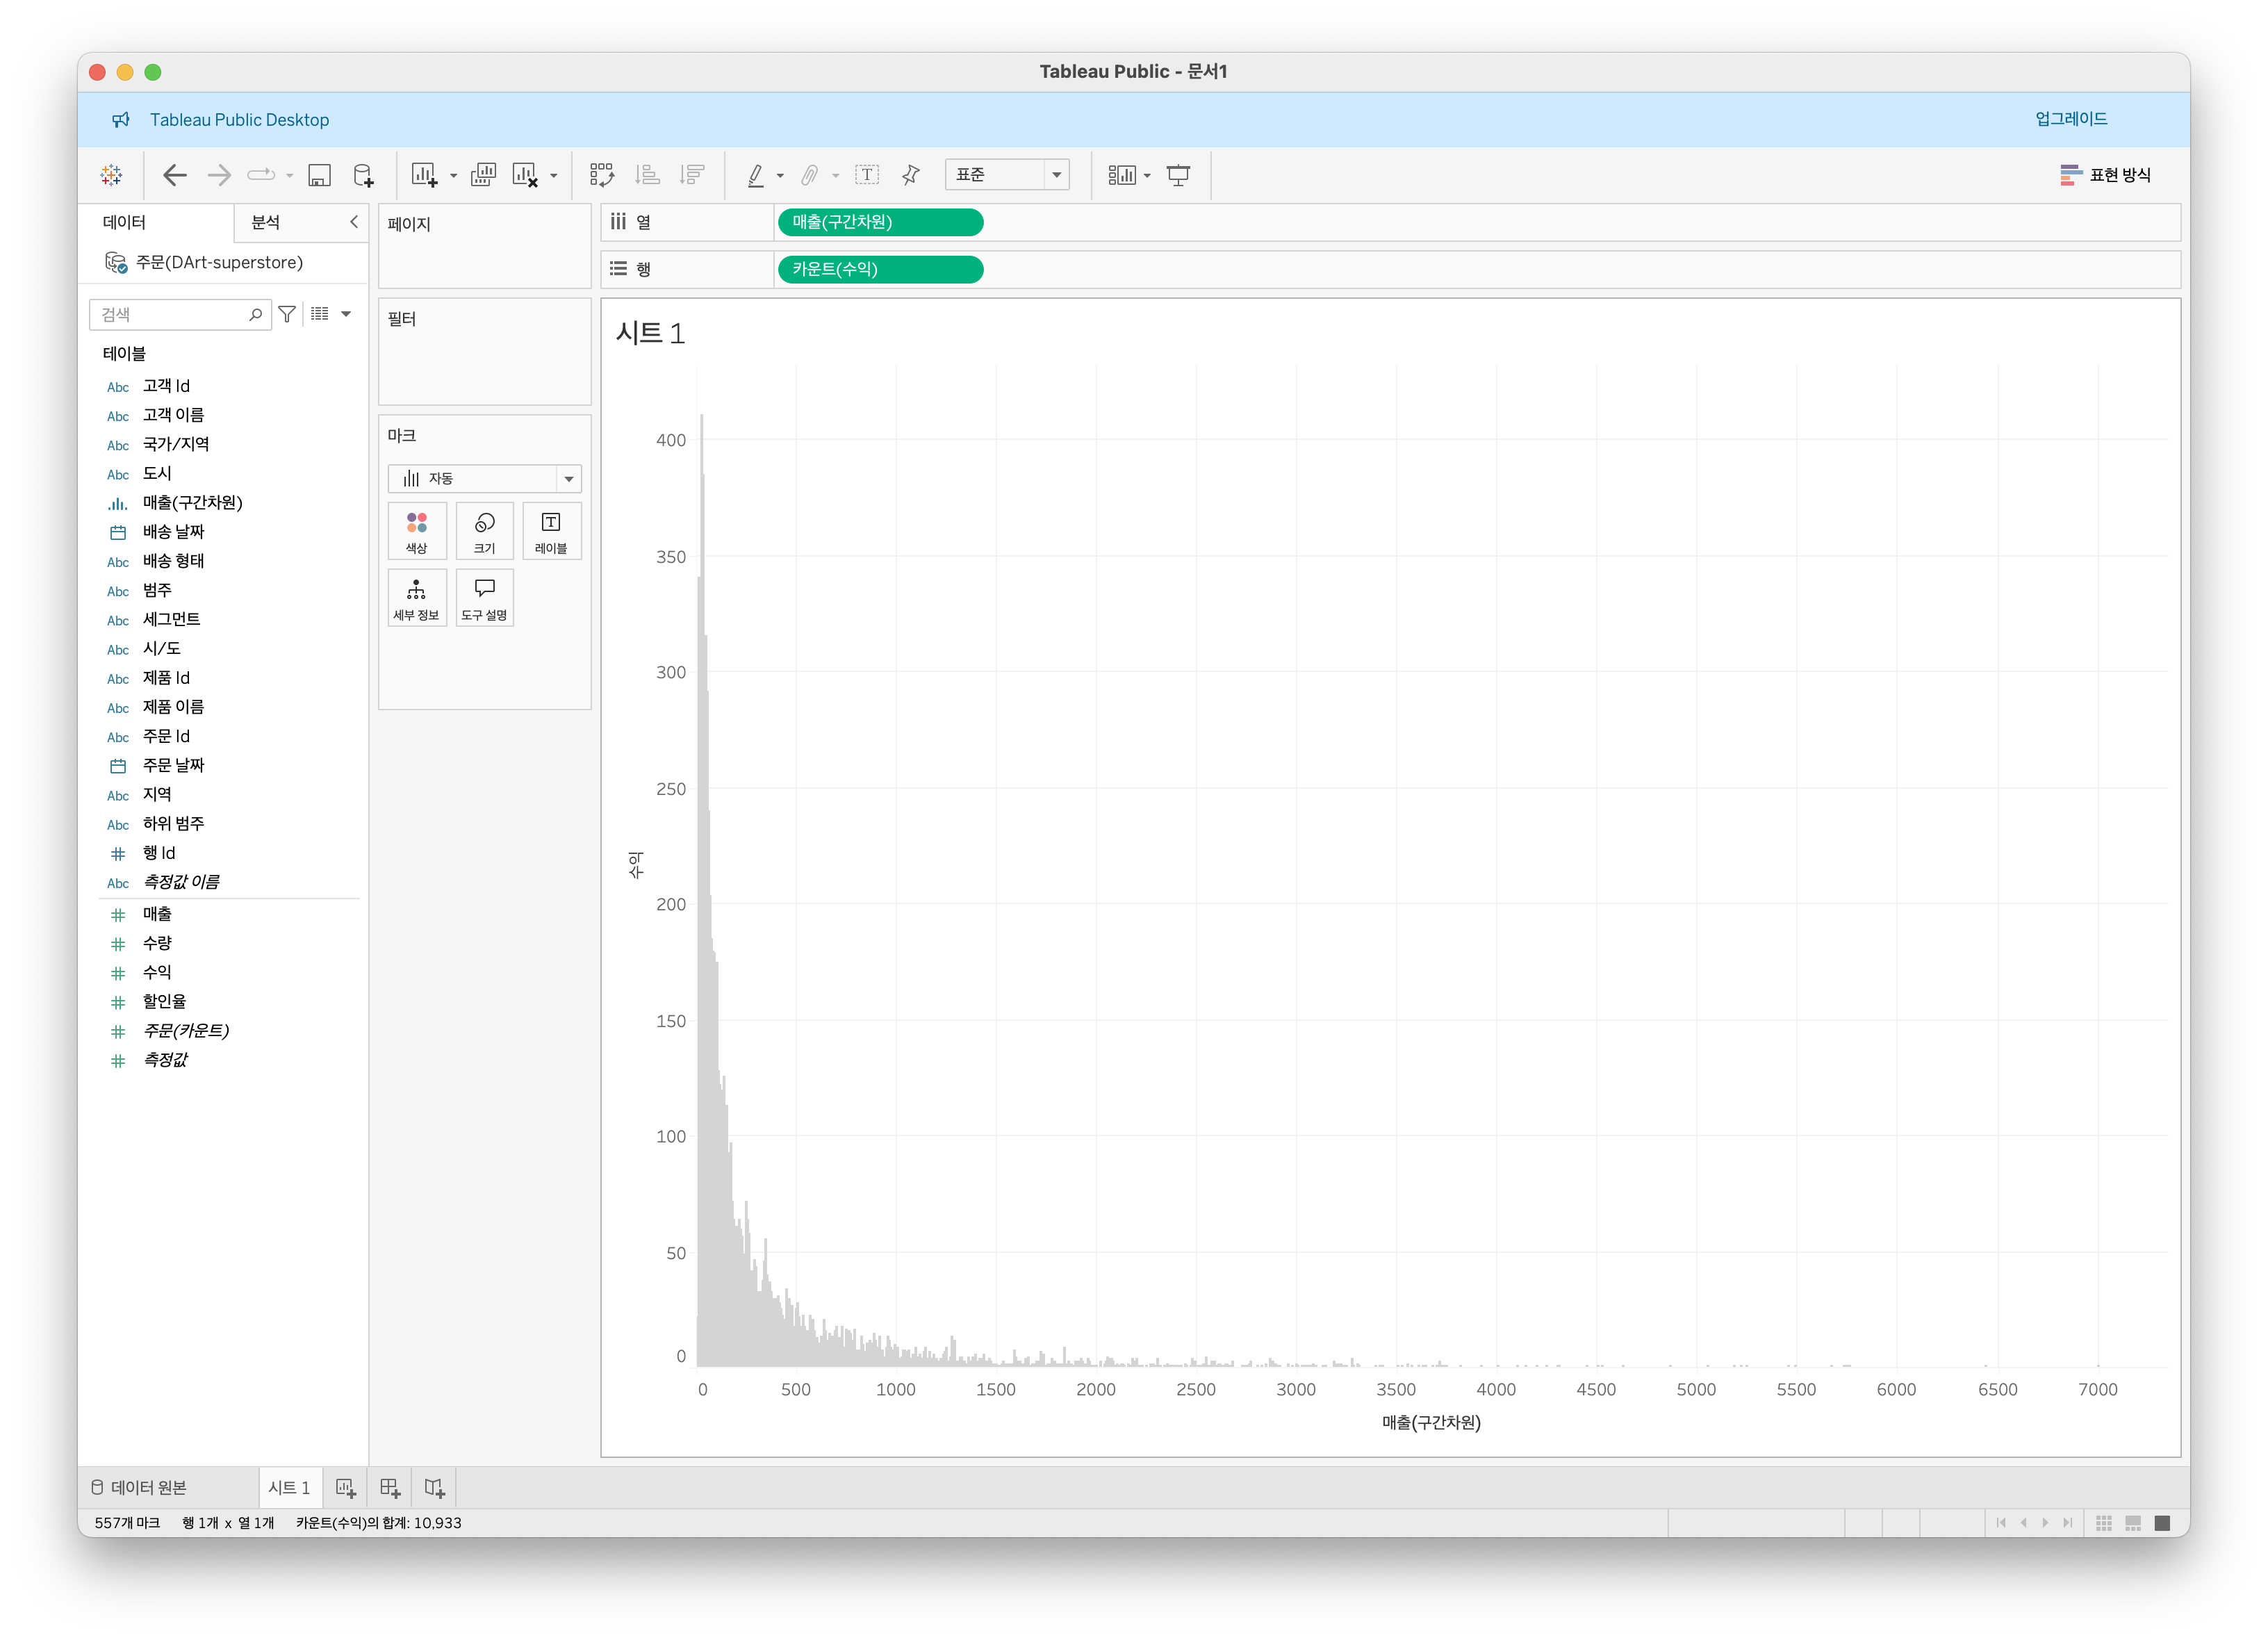 Tableau Public - 문서1
Tableau Public Desktop
업그레이드
표준
표현 방식
데이터
분석
주문(DArt-superstore)
검색
테이블
Abc 고객 Id
Abc 고객 이름
Abc 국가/지역
Abc 도시
매출(구간차원)
배송 날짜
Abc 배송 형태
Abc 범주
Abc 세그먼트
Abc 시/도
Abc 제품 Id
Abc 제품 이름
Abc 주문 Id
주문 날짜
Abc 지역
Abc 하위 범주
행 Id
Abc 측정값 이름
매출
수량
수익
할인율
주문(카운트)
측정값
페이지
필터
마크
자동
색상
크기
레이블
세부 정보
도구 설명
열
매출(구간차원)
행
카운트(수익)
시트 1
400
350
300
250
200
150
100
50
0
수익
0 500 1000 1500 2000 2500 3000 3500 4000 4500 5000 5500 6000 6500 7000
매출(구간차원)
데이터 원본
시트 1
557개 마크
행 1개 x 열 1개
카운트(수익)의 합계: 10,933